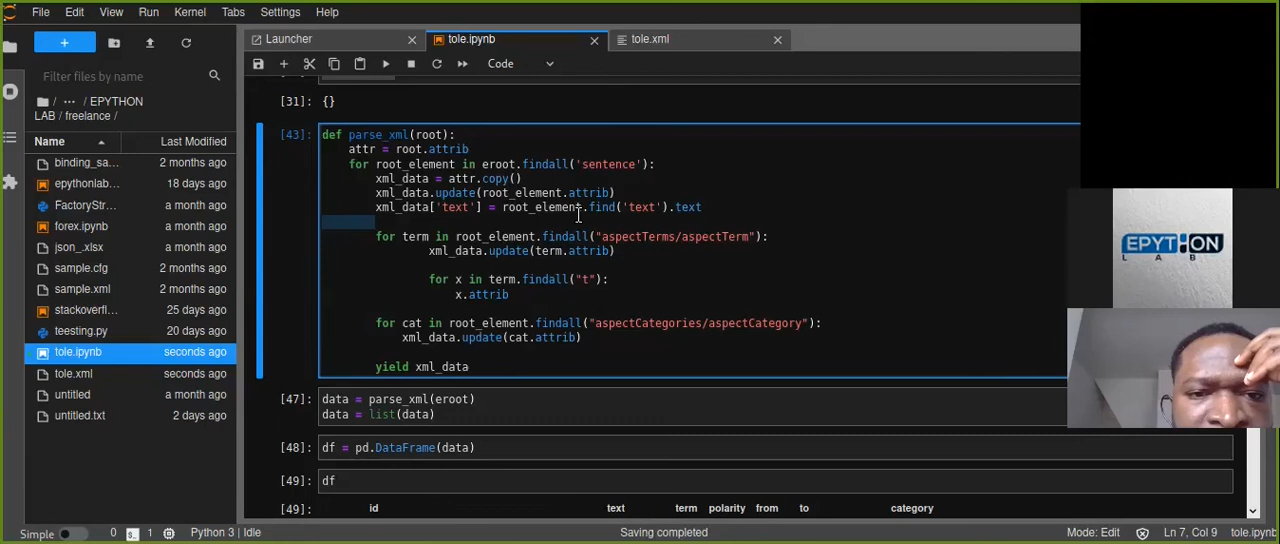 File Edit View Run Kernel Tabs Settings Help
+
Filter files by name
··· / EPYTHON
LAB / freelance /
Name Last Modified
binding_sa... 2 months ago
epythonlab... 18 days ago
FactoryStr... 2 months ago
forex.ipynb 2 months ago
json_.xlsx 2 months ago
sample.cfg 2 months ago
sample.xml 2 months ago
stackoverfl... 25 days ago
teesting.py 20 days ago
tole.ipynb seconds ago
tole.xml seconds ago
untitled a month ago
untitled.txt 2 days ago
Launcher tole.ipynb tole.xml
Code
[31]: {}
[43]: def parse_xml(root):
attr = root.attrib
for root_element in eroot.findall('sentence'):
xml_data = attr.copy()
xml_data.update(root_element.attrib)
xml_data['text'] = root_element.find('text').text
for term in root_element.findall("aspectTerms/aspectTerm"):
xml_data.update(term.attrib)
for x in term.findall("t"):
x.attrib
for cat in root_element.findall("aspectCategories/aspectCategory"):
xml_data.update(cat.attrib)
yield xml_data
[47]: data = parse_xml(eroot)
data = list(data)
[48]: df = pd.DataFrame(data)
[49]: df
[49]: id text term polarity from to category
EPYTHON
LAB
Simple 0 1 Python 3 | Idle Saving completed Mode: Edit Ln 7, Col 9 tole.ipynb